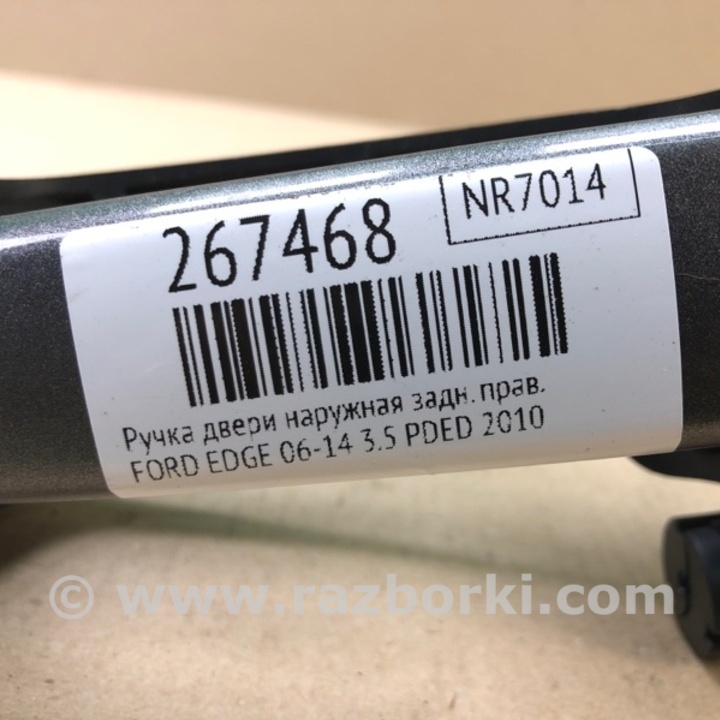 267468
NR7014
Ручка двери наружная задн. прав.
FORD EDGE 06-14 3.5 PDED 2010
© www.razborki.com